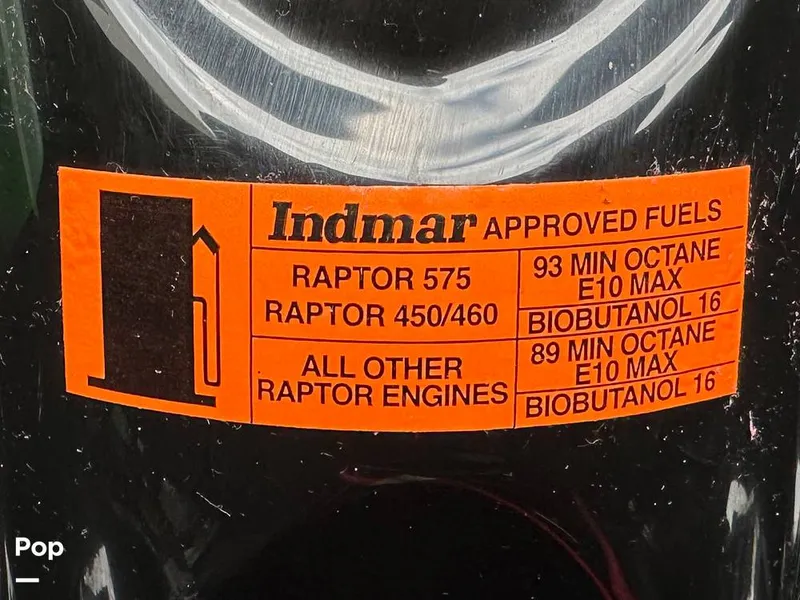 Indmar APPROVED FUELS
RAPTOR 575
RAPTOR 450/460
93 MIN OCTANE
E10 MAX
BIOBUTANOL 16
ALL OTHER
RAPTOR ENGINES
89 MIN OCTANE
E10 MAX
BIOBUTANOL 16
Pop